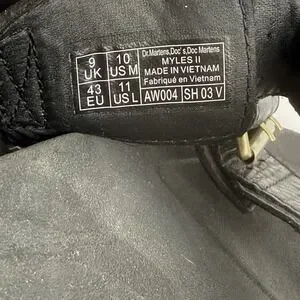 9 UK
10 US M
43 EU
11 US L
Dr.Martens,Doc's,Doc Martens
MYLES II
MADE IN VIETNAM
Fabriqué en Vietnam
AW004
SH 03 V